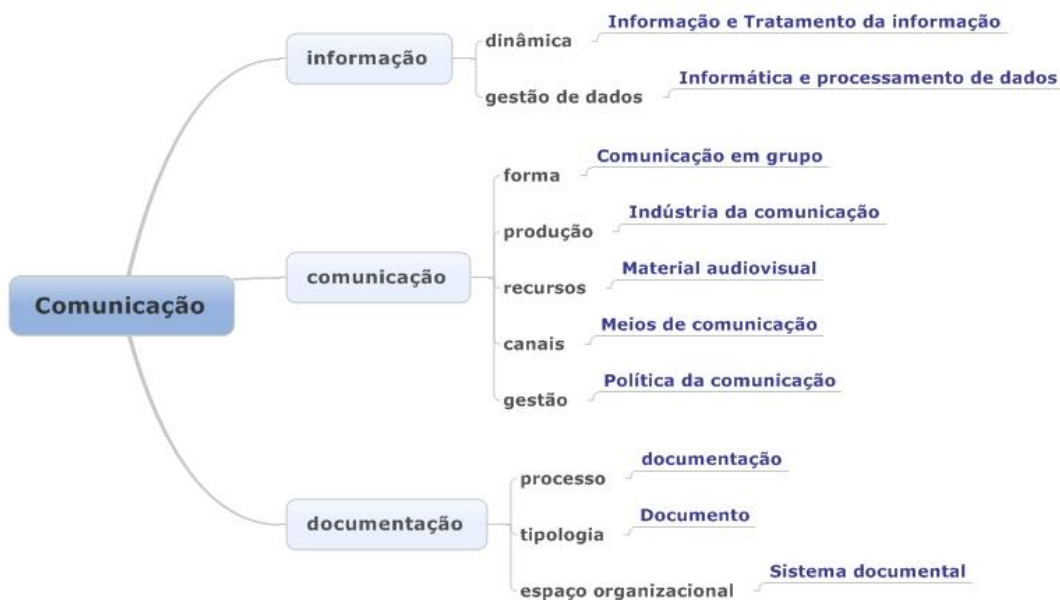 Comunicação
informação
dinâmica
Informação e Tratamento da informação
gestão de dados
Informática e processamento de dados
comunicação
forma
Comunicação em grupo
produção
Indústria da comunicação
recursos
Material audiovisual
canais
Meios de comunicação
gestão
Política da comunicação
documentação
processo
documentação
tipologia
Documento
espaço organizacional
Sistema documental